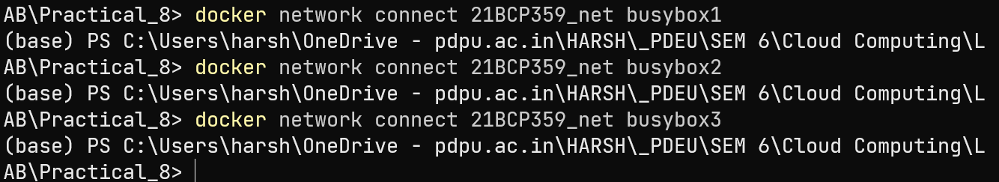 AB\Practical_8> docker network connect 21BCP359_net busybox1
(base) PS C:\Users\harsh\OneDrive - pdpu.ac.in\HARSH\_PDEU\SEM 6\Cloud Computing\L
AB\Practical_8> docker network connect 21BCP359_net busybox2
(base) PS C:\Users\harsh\OneDrive - pdpu.ac.in\HARSH\_PDEU\SEM 6\Cloud Computing\L
AB\Practical_8> docker network connect 21BCP359_net busybox3
(base) PS C:\Users\harsh\OneDrive - pdpu.ac.in\HARSH\_PDEU\SEM 6\Cloud Computing\L
AB\Practical_8>